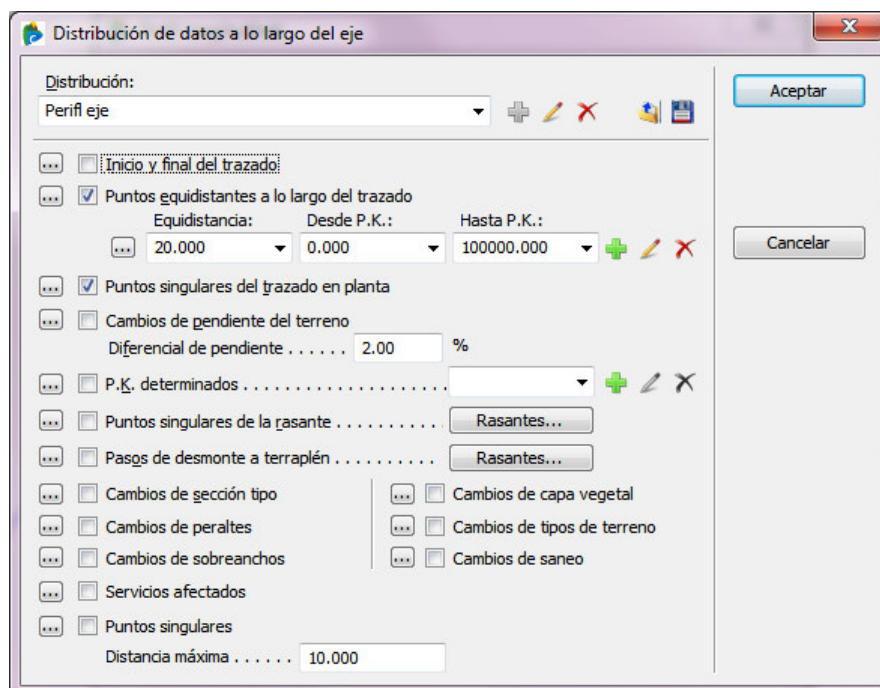 Distribución de datos a lo largo del eje
Distribución:
Perifl eje
Aceptar
Inicio y final del trazado
Puntos equidistantes a lo largo del trazado
Equidistancia: Desde P.K.: Hasta P.K.:
20.000 0.000 100000.000
Cancelar
Puntos singulares del trazado en planta
Cambios de pendiente del terreno
Diferencial de pendiente . . . . . . 2.00 %
P.K. determinados . . . . . . . . . . . . . . . . . . . .
Puntos singulares de la rasante . . . . . . . . . . Rasantes...
Pasos de desmonte a terraplén . . . . . . . . . . Rasantes...
Cambios de sección tipo Cambios de capa vegetal
Cambios de peraltes Cambios de tipos de terreno
Cambios de sobreanchos Cambios de saneo
Servicios afectados
Puntos singulares
Distancia máxima . . . . . . 10.000